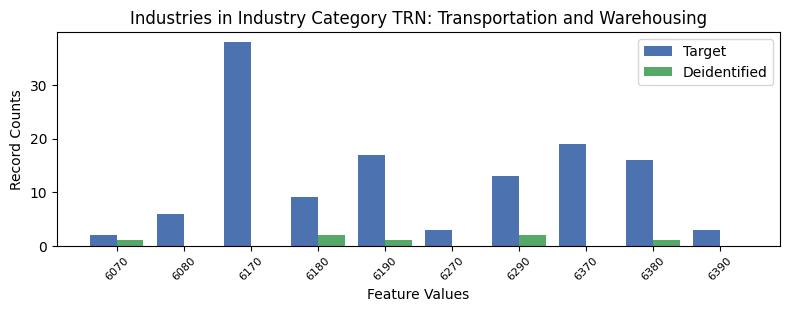 Industries in Industry Category TRN: Transportation and Warehousing
Target
Deidentified
Record Counts
30
20
10
0
6070 6080 6170 6180 6190 6270 6290 6370 6380 6390
Feature Values